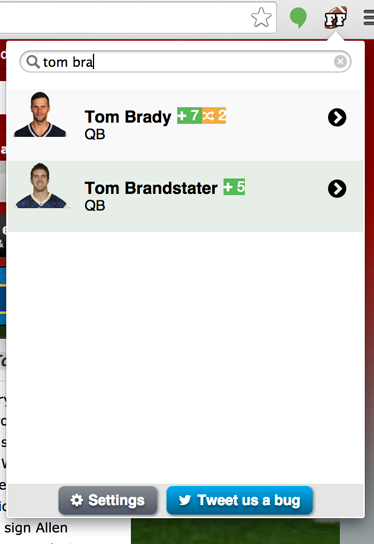 FF
tom bra
Tom Brady + 7 2
QB
Tom Brandstater + 5
QB
sign Allen
Settings
Tweet us a bug